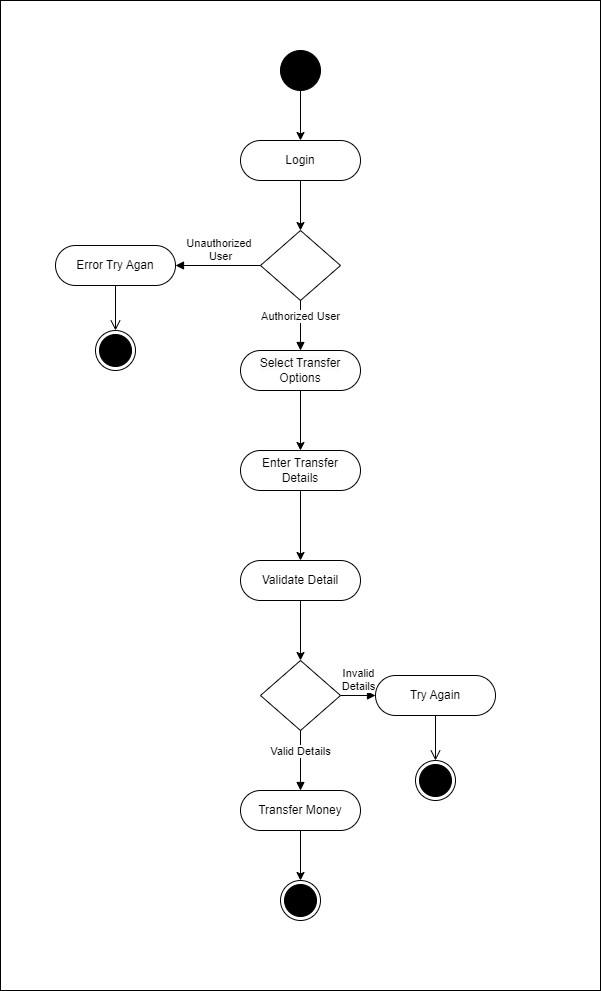 Login
Unauthorized
User
Error Try Agan
Authorized User
Select Transfer
Options
Enter Transfer
Details
Validate Detail
Invalid
Details
Try Again
Valid Details
Transfer Money